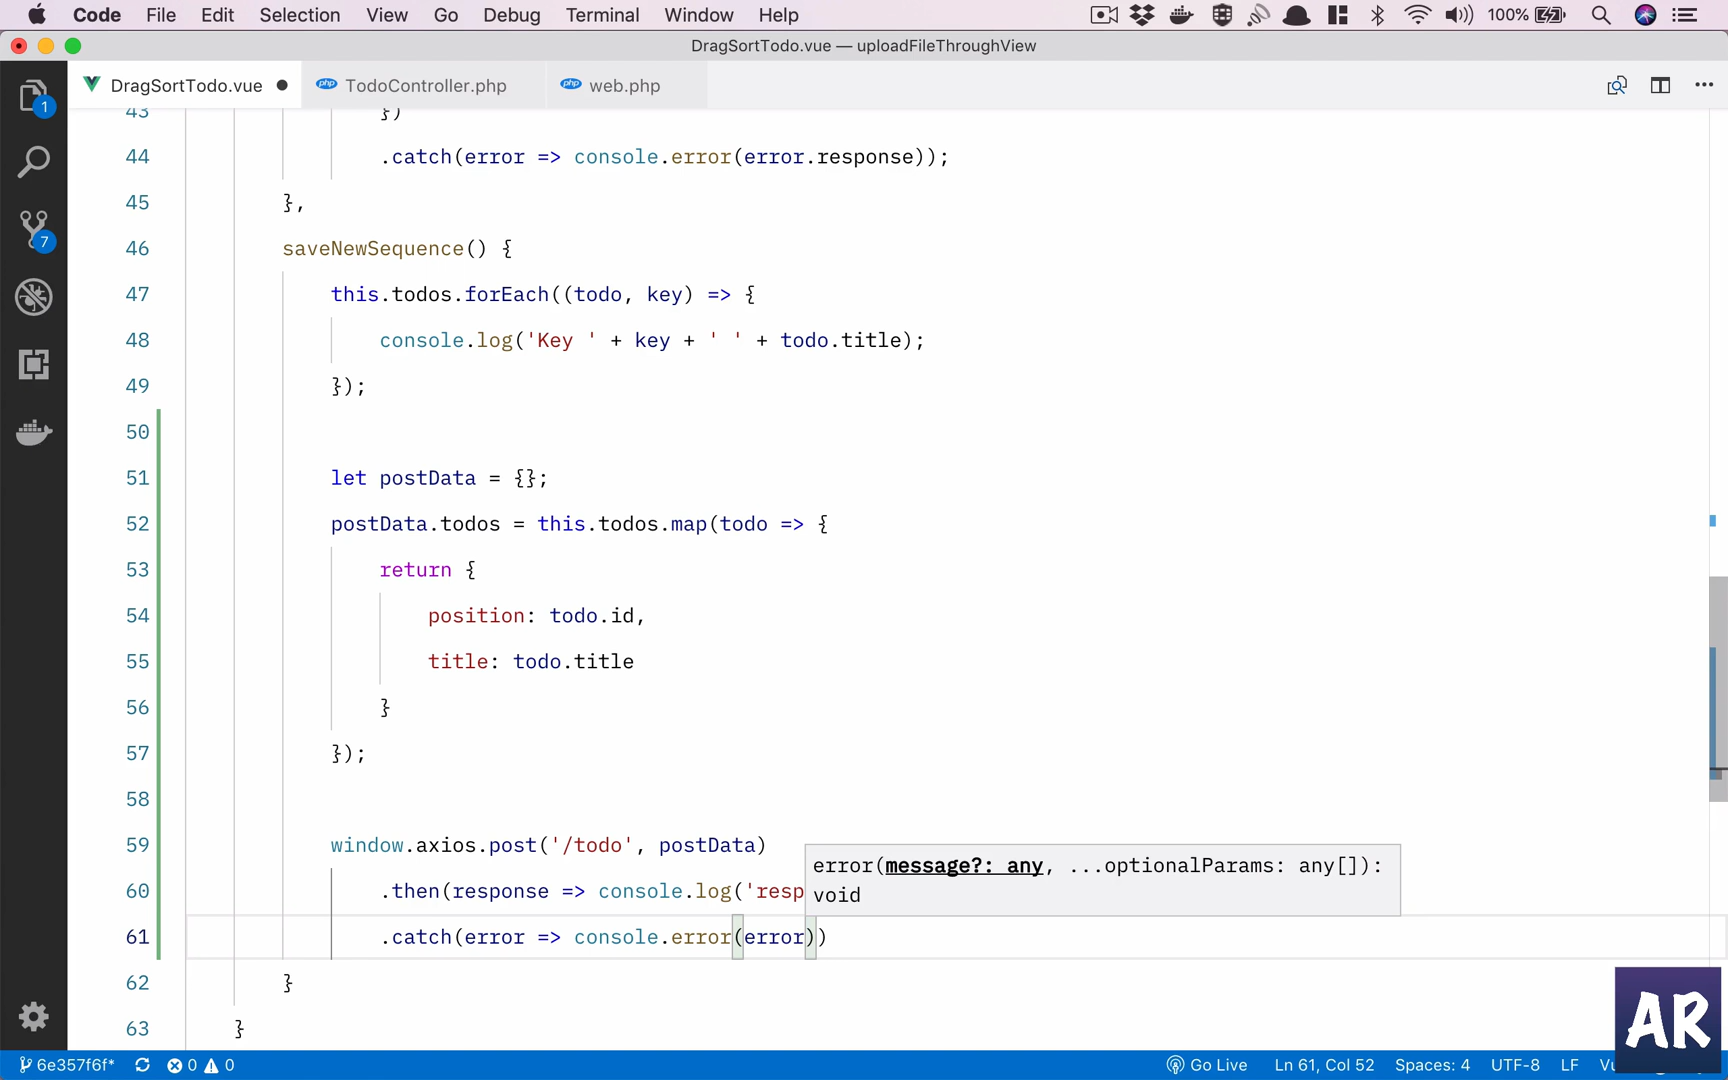 Code File Edit Selection View Go Debug Terminal Window Help 100%
DragSortTodo.vue — uploadFileThroughView
DragSortTodo.vue TodoController.php web.php
1
7
43 })
44 .catch(error => console.error(error.response));
45 },
46 saveNewSequence() {
47 this.todos.forEach((todo, key) => {
48 console.log('Key ' + key + ' ' + todo.title);
49 });
50
51 let postData = {};
52 postData.todos = this.todos.map(todo => {
53 return {
54 position: todo.id,
55 title: todo.title
56 }
57 });
58
59 window.axios.post('/todo', postData)
error(message?: any, ...optionalParams: any[]):
60 .then(response => console.log('resp
void
61 .catch(error => console.error(error))
62 }
63 }
AR
6e357f6f* 0 0 Go Live Ln 61, Col 52 Spaces: 4 UTF-8 LF